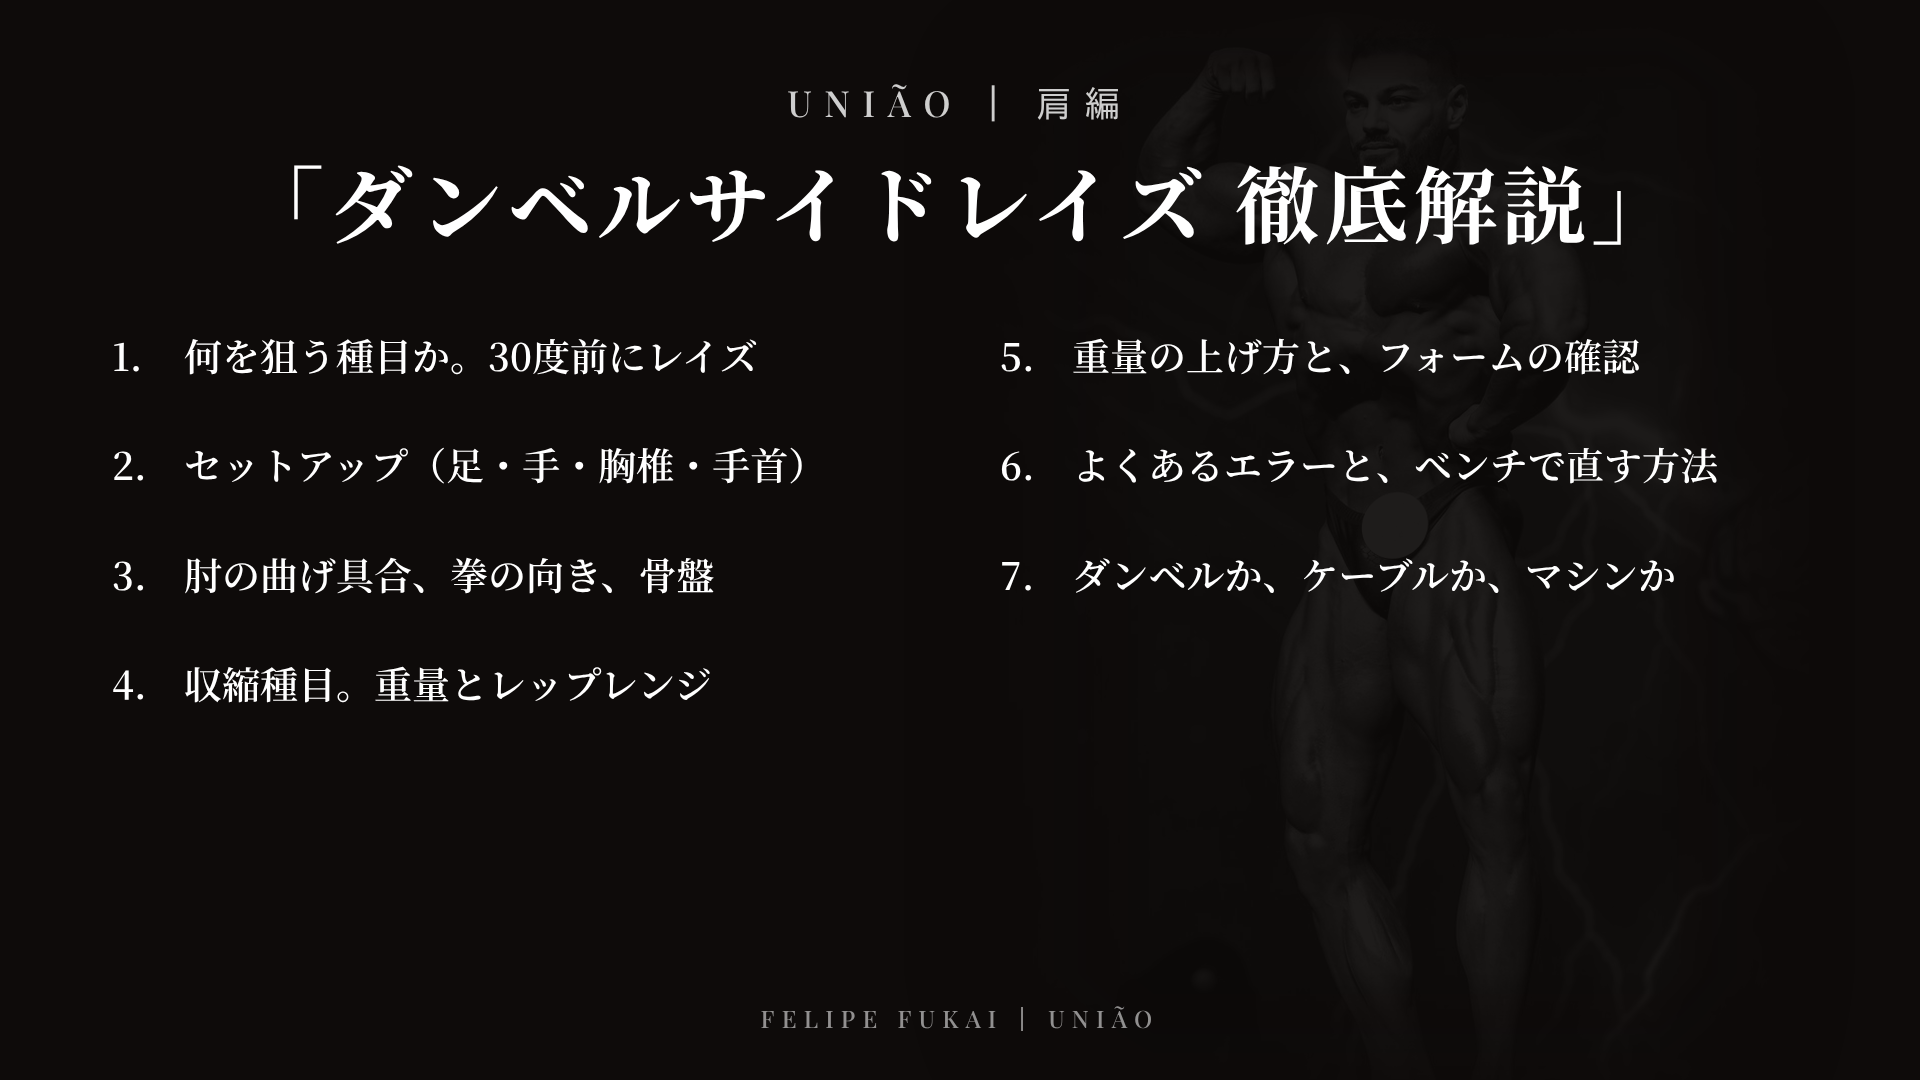 UNIÃO | 肩編
「ダンベルサイドレイズ 徹底解説」
1. 何を狙う種目か。30度前にレイズ
2. セットアップ（足・手・胸椎・手首）
3. 肘の曲げ具合、拳の向き、骨盤
4. 収縮種目。重量とレップレンジ
5. 重量の上げ方と、フォームの確認
6. よくあるエラーと、ベンチで直す方法
7. ダンベルか、ケーブルか、マシンか
FELIPE FUKAI | UNIÃO